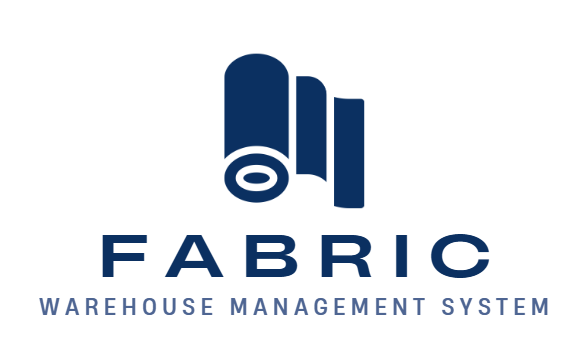 FABRIC
WAREHOUSE MANAGEMENT SYSTEM